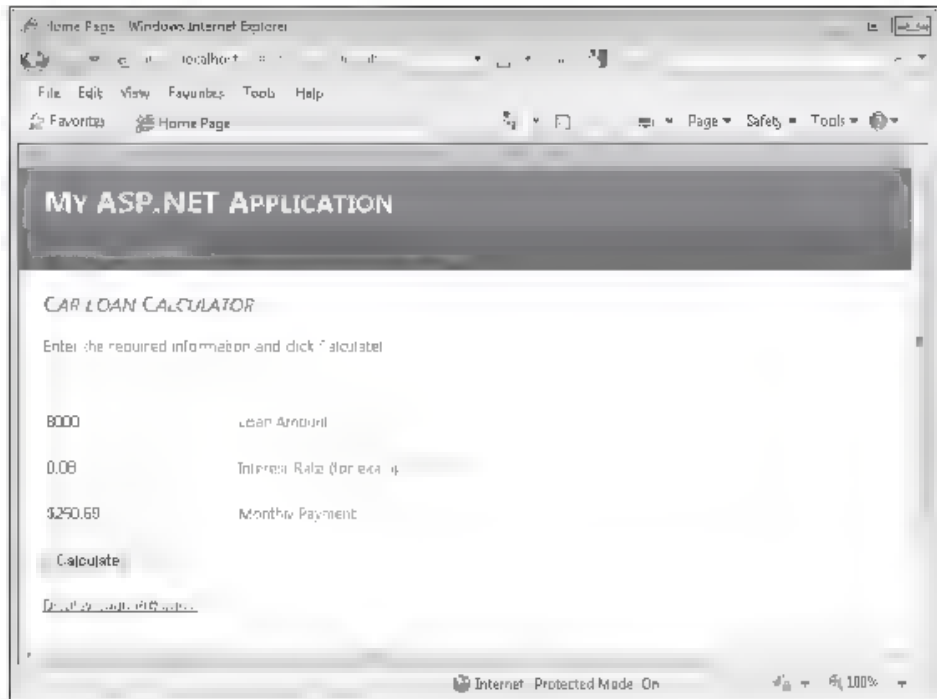 Home Page Windows Internet Explorer
localhost
File Edit View Favorites Tools Help
Favorites Home Page Page Safety Tools
MY ASP.NET APPLICATION
CAR LOAN CALCULATOR
Enter the required information and click Calculate!
8000 Loan Amount
0.08 Interest Rate (for
$250.69 Monthly Payment
Calculate
Internet Protected Mode On 100%